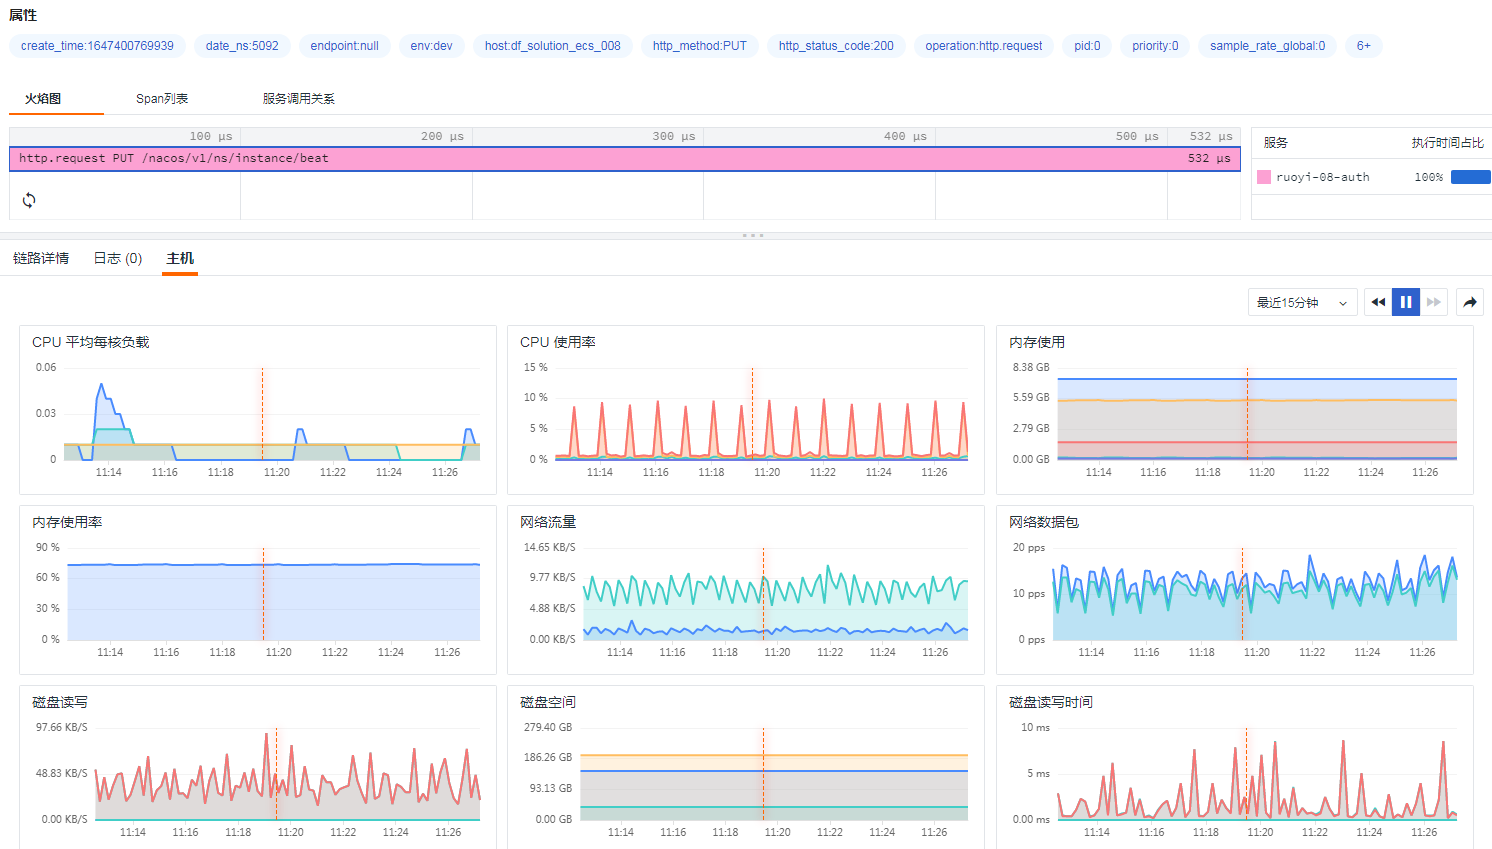 属性
create_time:1647400769939 date_ns:5092 endpoint:null env:dev host:df_solution_ecs_008 http_method:PUT http_status_code:200 operation:http.request pid:0 priority:0 sample_rate_global:0 6+
火焰图 Span列表 服务调用关系
100 μs 200 μs 300 μs 400 μs 500 μs 532 μs
http.request PUT /nacos/v1/ns/instance/beat 532 μs
服务 执行时间占比
ruoyi-08-auth 100%
链路详情 日志 (0) 主机
最近15分钟
CPU 平均每核负载
0.06
0.03
0
11:14 11:16 11:18 11:20 11:22 11:24 11:26
CPU 使用率
15 %
10 %
5 %
0 %
11:14 11:16 11:18 11:20 11:22 11:24 11:26
内存使用
8.38 GB
5.59 GB
2.79 GB
0.00 GB
11:14 11:16 11:18 11:20 11:22 11:24 11:26
内存使用率
90 %
60 %
30 %
0 %
11:14 11:16 11:18 11:20 11:22 11:24 11:26
网络流量
14.65 KB/S
9.77 KB/S
4.88 KB/S
0.00 KB/S
11:14 11:16 11:18 11:20 11:22 11:24 11:26
网络数据包
20 pps
10 pps
0 pps
11:14 11:16 11:18 11:20 11:22 11:24 11:26
磁盘读写
97.66 KB/S
48.83 KB/S
0.00 KB/S
11:14 11:16 11:18 11:20 11:22 11:24 11:26
磁盘空间
279.40 GB
186.26 GB
93.13 GB
0.00 GB
11:14 11:16 11:18 11:20 11:22 11:24 11:26
磁盘读写时间
10 ms
5 ms
0.00 ms
11:14 11:16 11:18 11:20 11:22 11:24 11:26